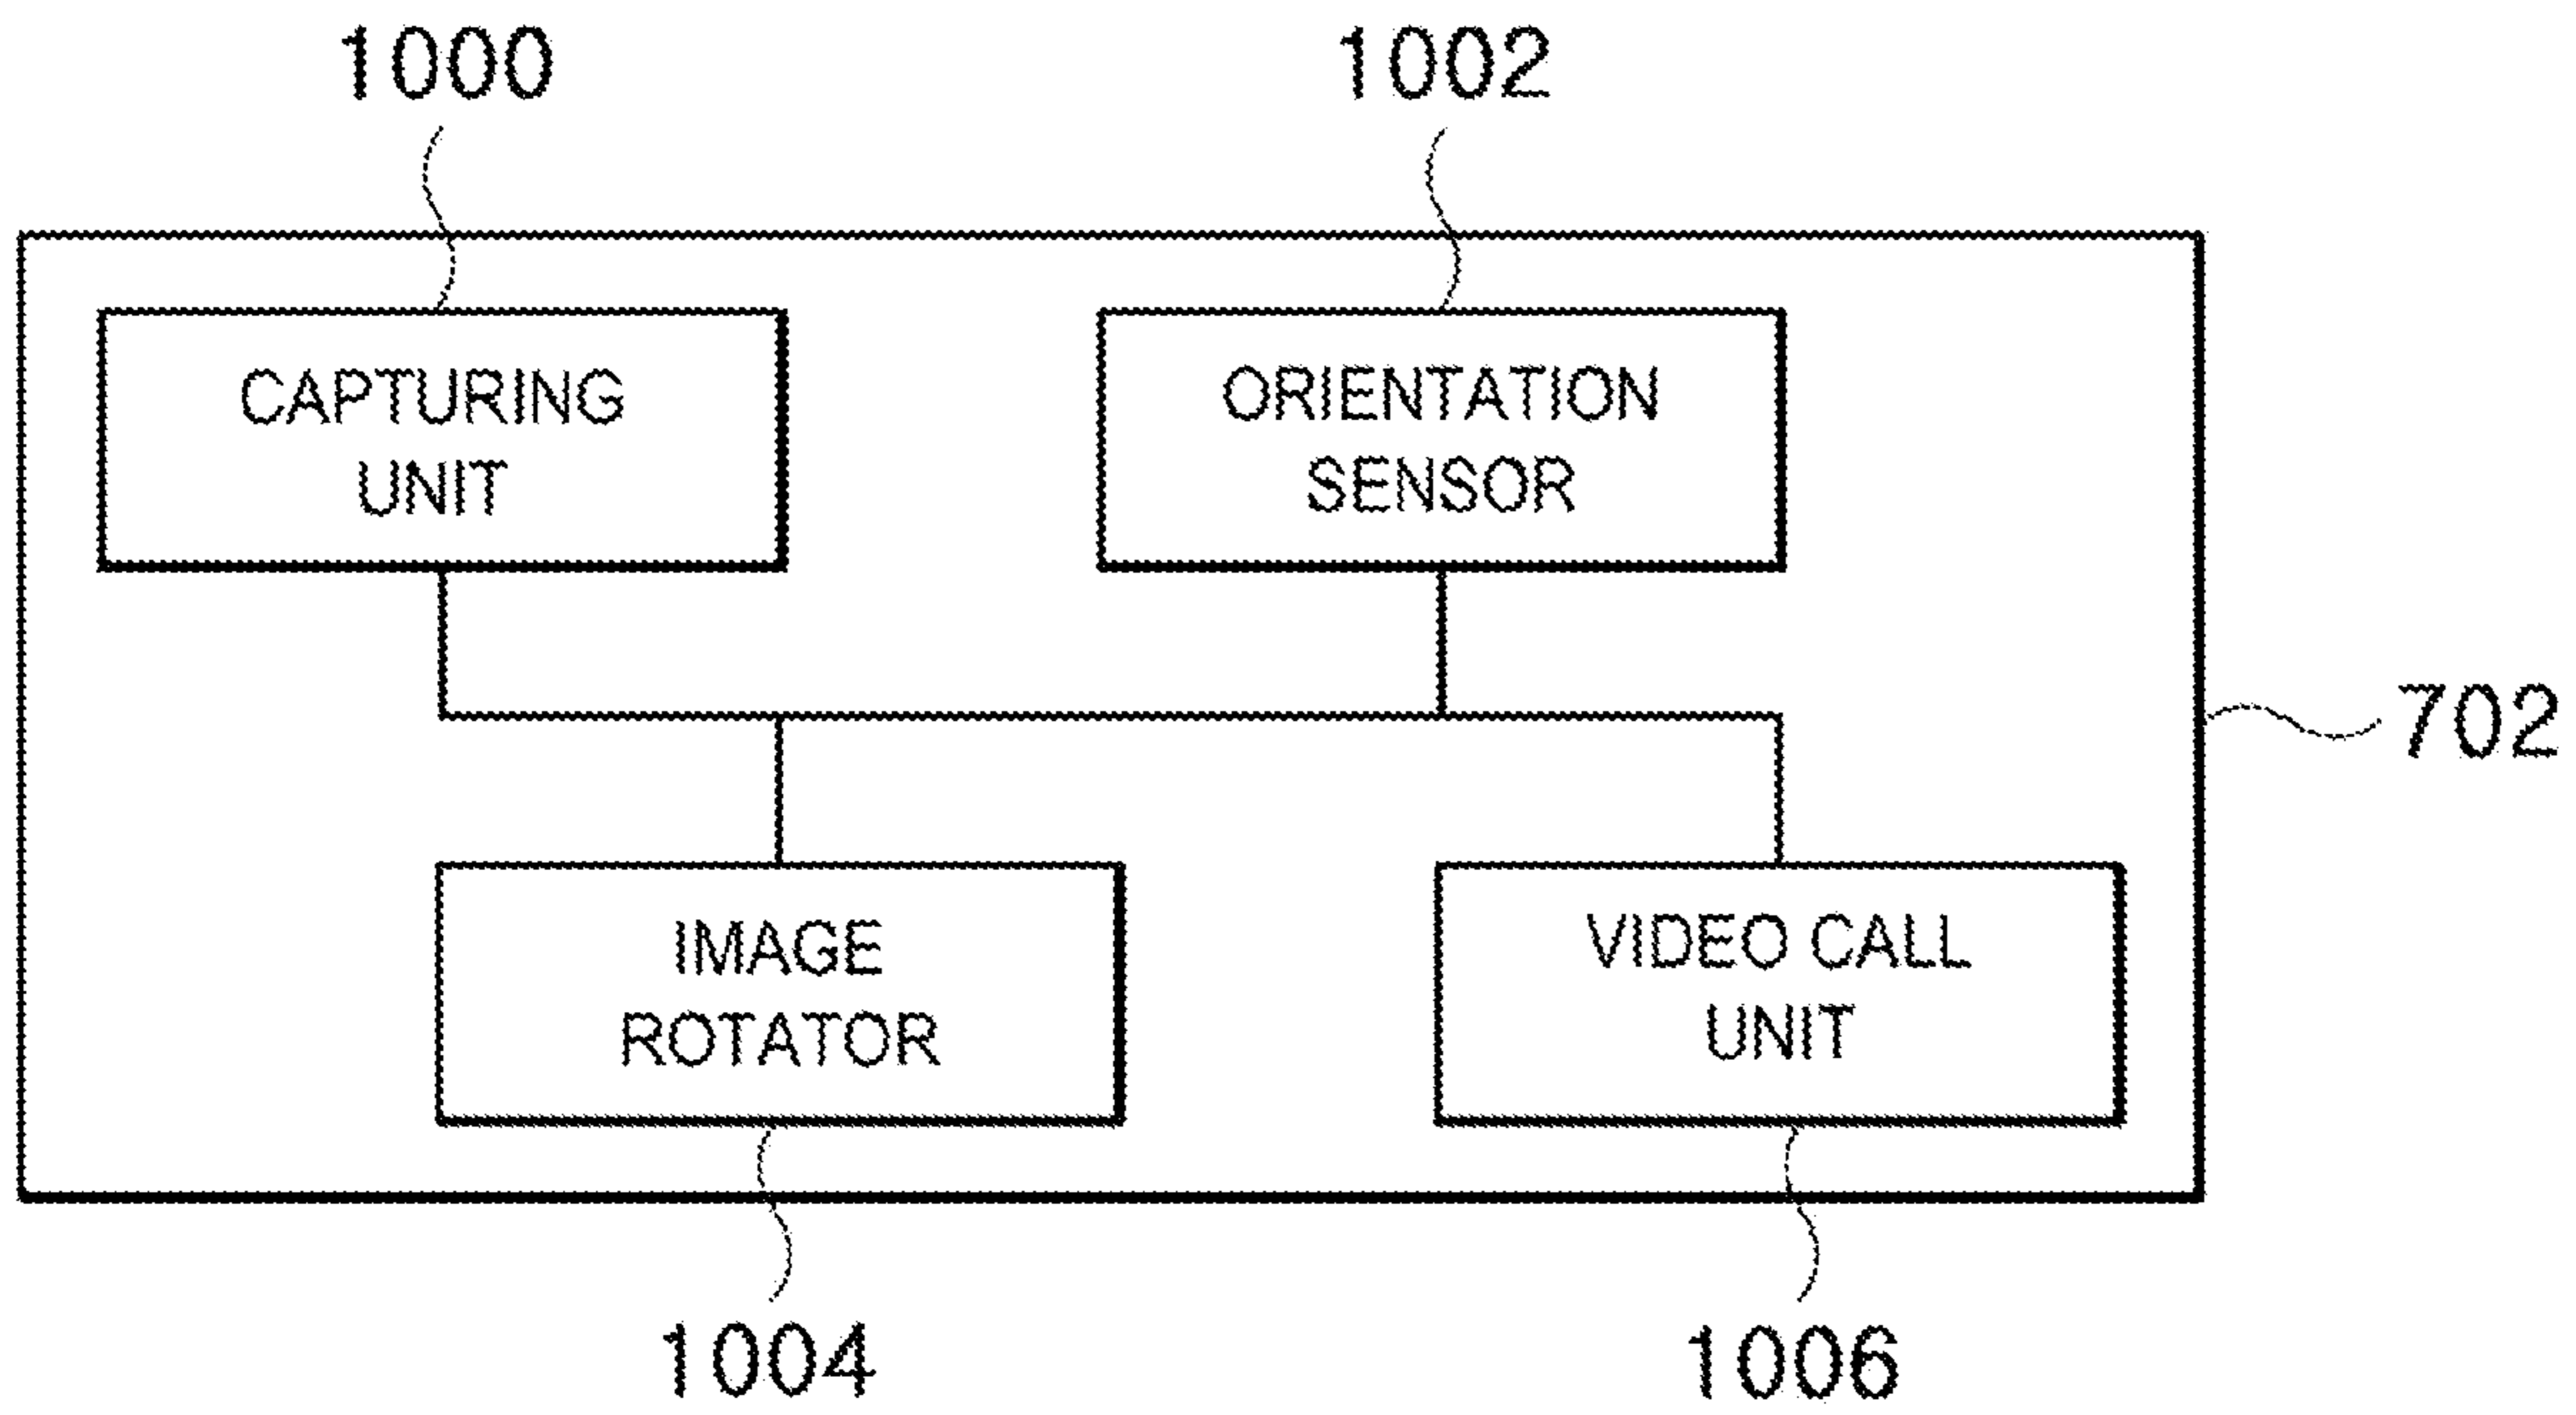 1000
1002
CAPTURING
UNIT
ORIENTATION
SENSOR
702
IMAGE
ROTATOR
VIDEO CALL
UNIT
1004
1006